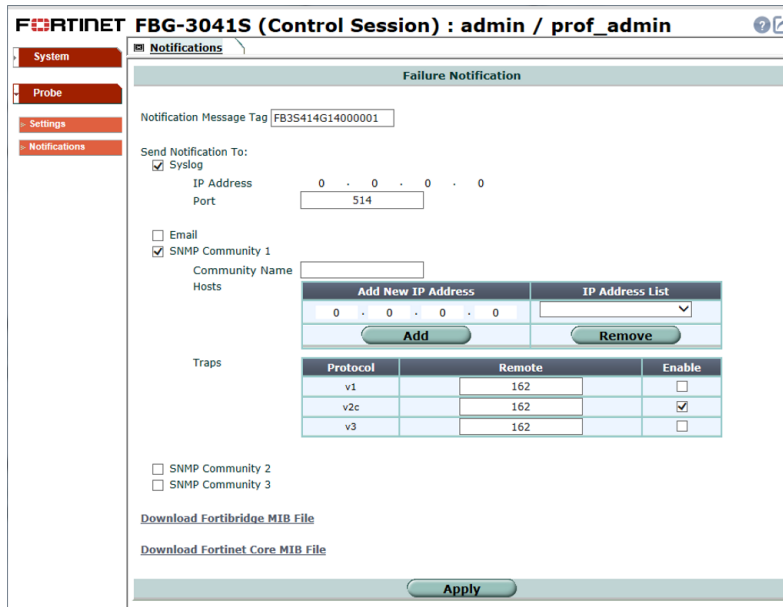 FORTINET FBG-3041S (Control Session) : admin / prof_admin
System
Probe
Settings
Notifications
Notifications
Failure Notification
Notification Message Tag FB3S414G14000001
Send Notification To:
Syslog
IP Address 0 . 0 . 0 . 0
Port 514
Email
SNMP Community 1
Community Name
Hosts
Add New IP Address IP Address List
0 . 0 . 0 . 0
Add Remove
Traps
Protocol Remote Enable
v1 162
v2c 162
v3 162
SNMP Community 2
SNMP Community 3
Download Fortibridge MIB File
Download Fortinet Core MIB File
Apply